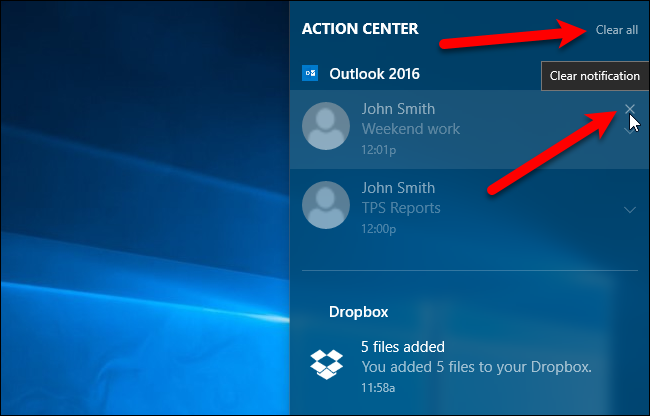 ACTION CENTER
Clear all
Outlook 2016
Clear notification
John Smith
Weekend work
12:01p
John Smith
TPS Reports
12:00p
Dropbox
5 files added
You added 5 files to your Dropbox.
11:58a